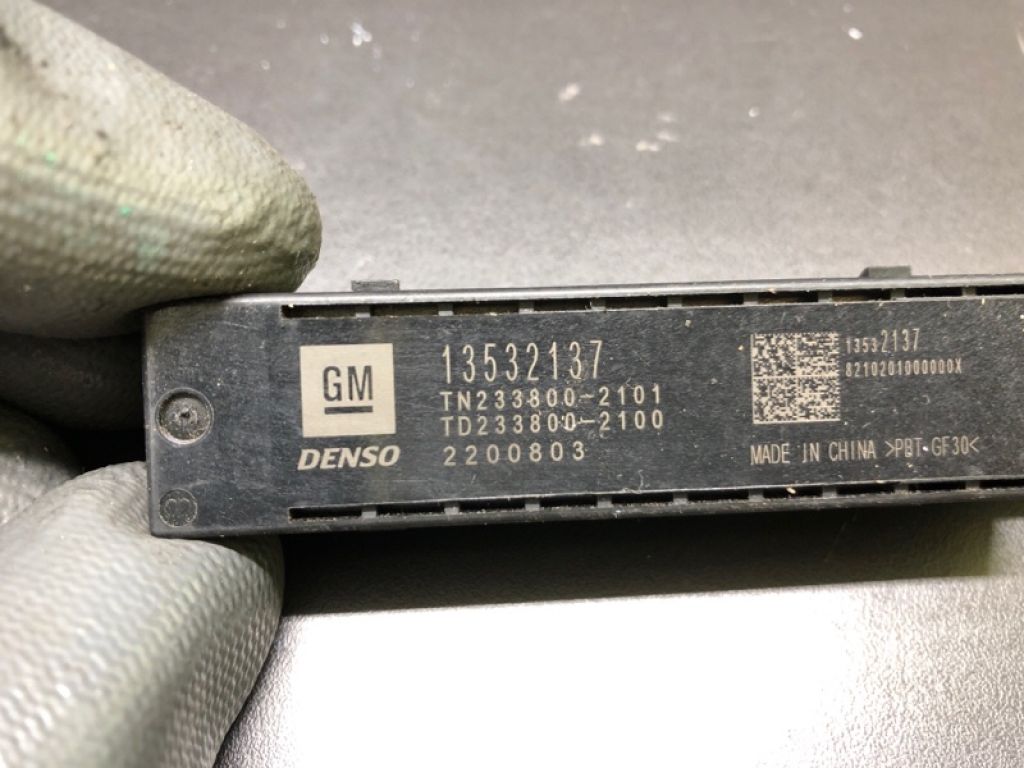 GM
DENSO
13532137
TN233800-2101
TD233800-2100
2200803
13532137
8210201000000X
MADE IN CHINA >PBT-GF30<